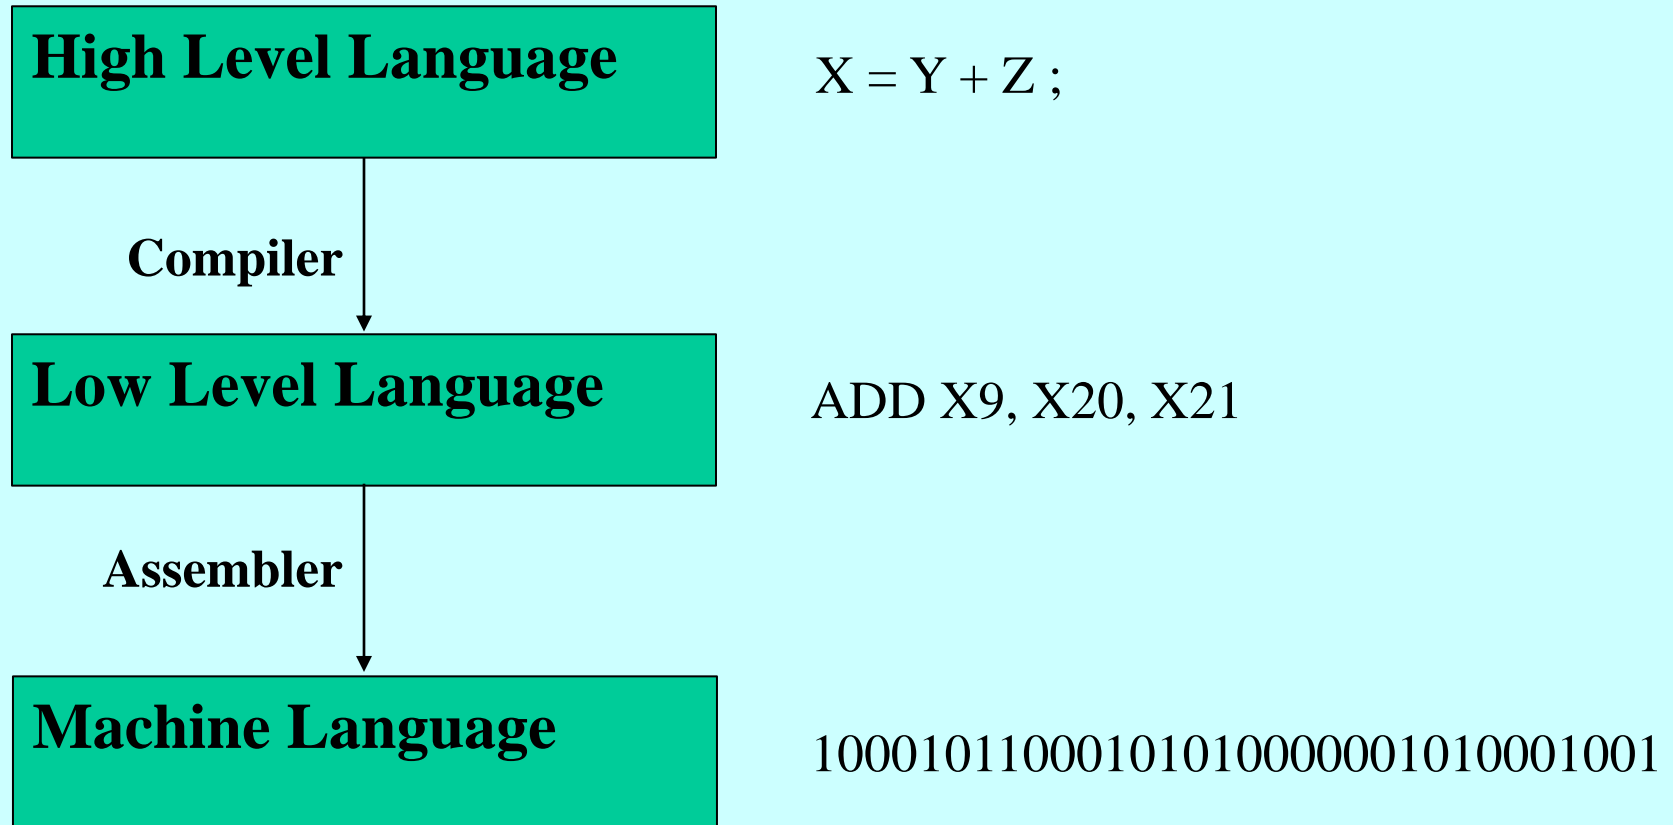 High Level Language
X = Y + Z ;
Compiler
Low Level Language
ADD X9, X20, X21
Assembler
Machine Language
10001011000101010000001010001001